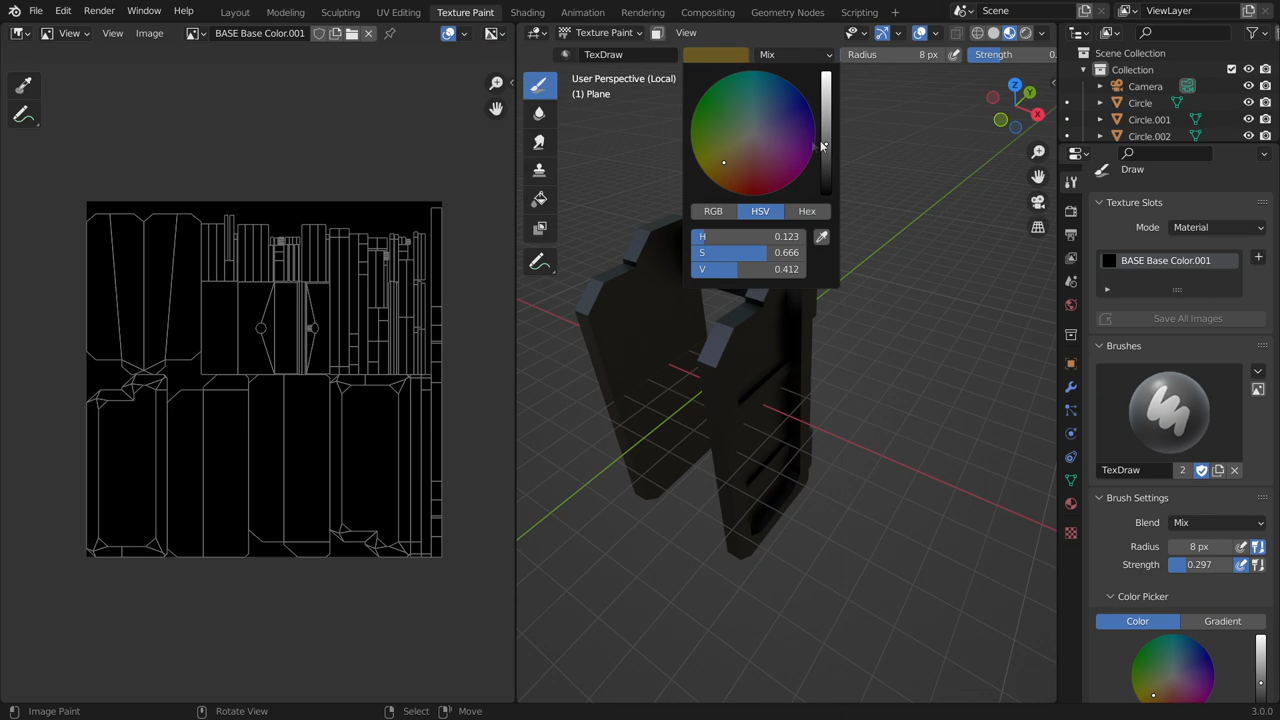 File Edit Render Window Help Layout Modeling Sculpting UV Editing Texture Paint Shading Animation Rendering Compositing Geometry Nodes Scripting Scene ViewLayer
View View Image BASE Base Color.001 Texture Paint View
TexDraw Mix Radius 8 px Strength 0.
User Perspective (Local)
(1) Plane
Z
Y
X
RGB HSV Hex
H 0.123
S 0.666
V 0.412
Scene Collection
Collection
Camera
Circle
Circle.001
Circle.002
Draw
Texture Slots
Mode Material
BASE Base Color.001
Save All Images
Brushes
TexDraw 2
Brush Settings
Blend Mix
Radius 8 px
Strength 0.297
Color Picker
Color Gradient
Image Paint Rotate View Select Move 3.0.0